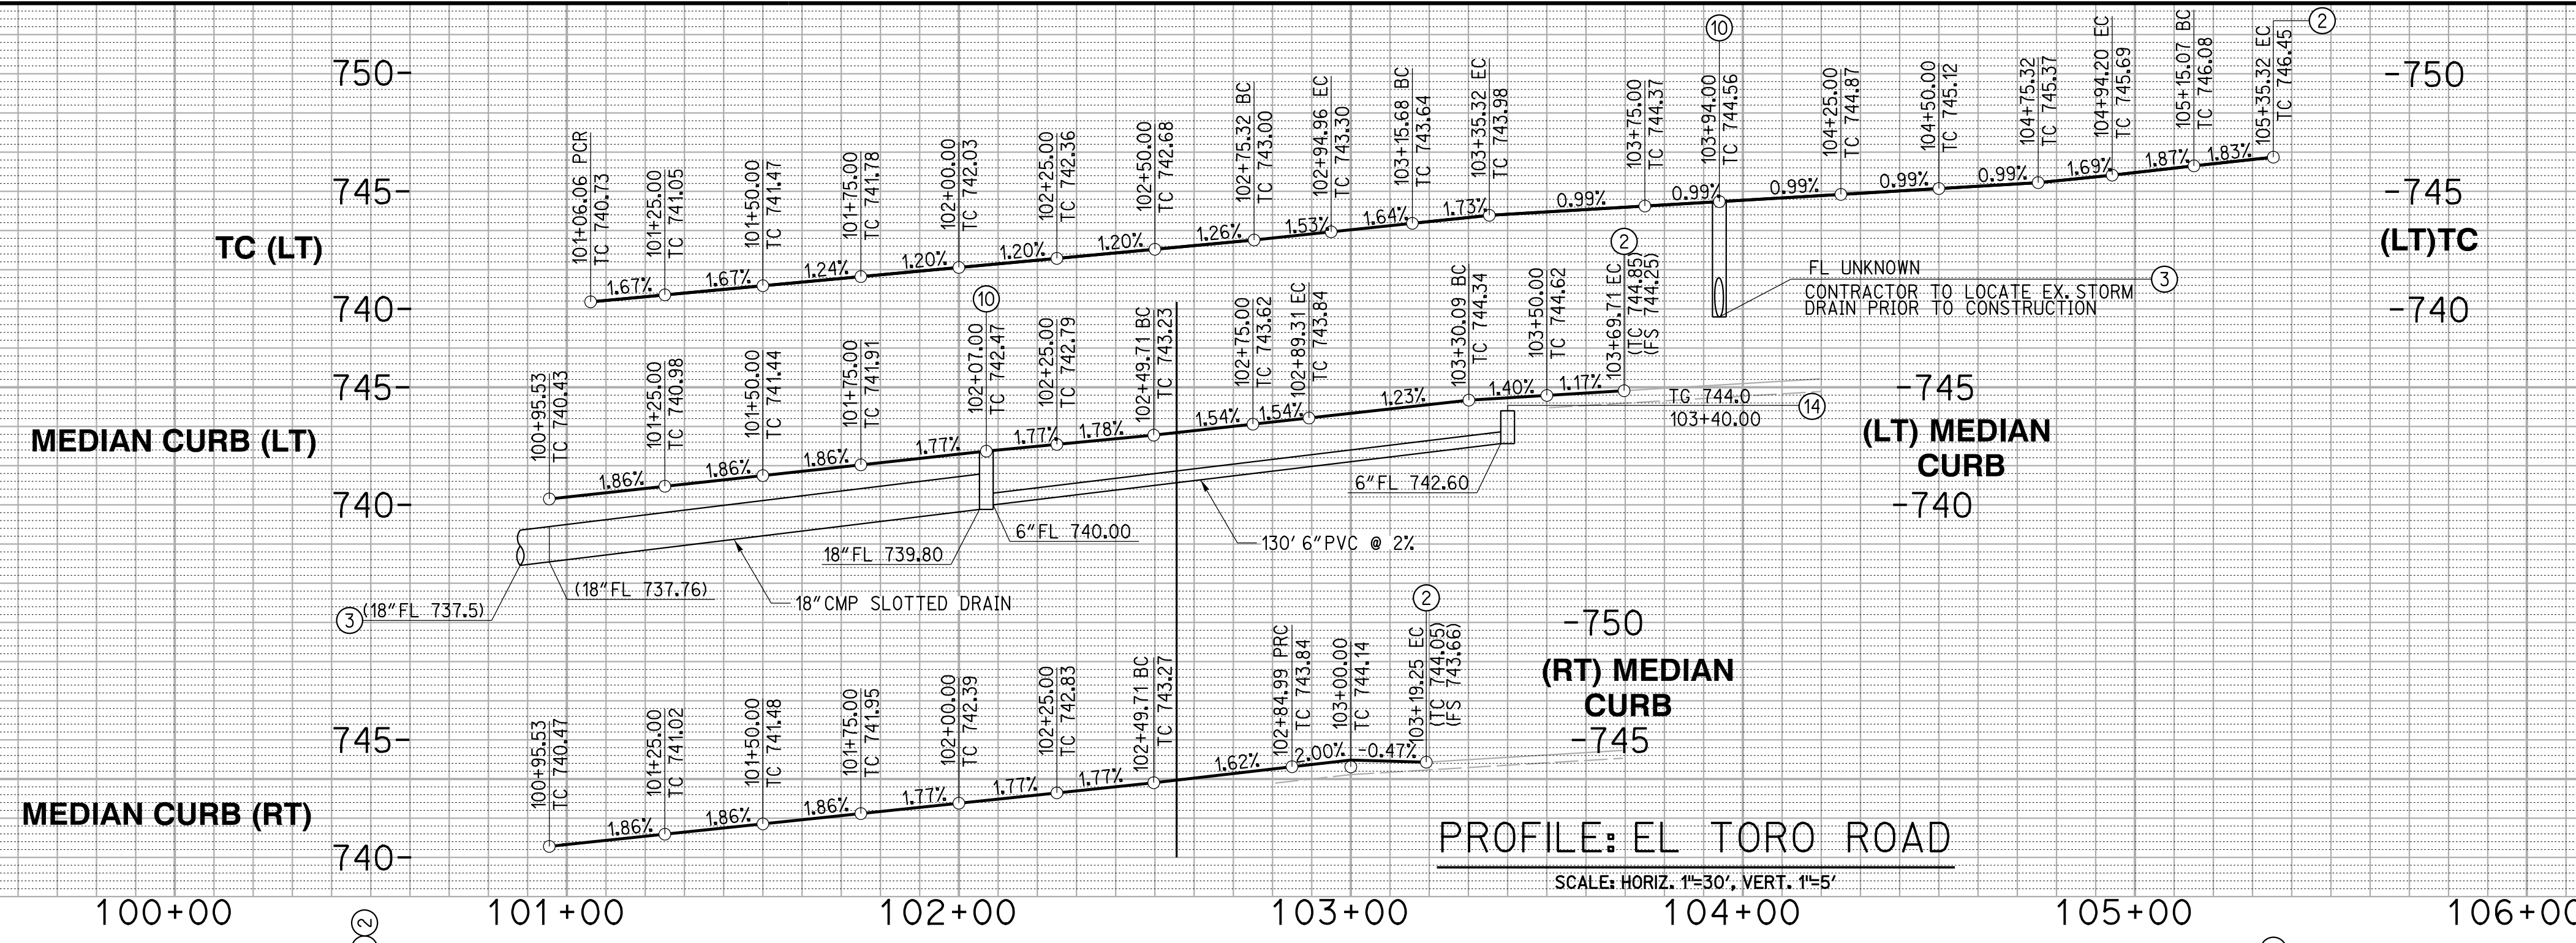 750-
-750
745-
-745
740-
-740
TC (LT)
(LT)TC
101+06.06 PCR
TC 740.73
101+25.00
TC 741.05
101+50.00
TC 741.47
101+75.00
TC 741.78
102+00.00
TC 742.03
102+25.00
TC 742.36
102+50.00
TC 742.68
102+75.32 BC
TC 743.00
102+94.96 EC
TC 743.30
103+15.68 BC
TC 743.64
103+35.32 EC
TC 743.98
103+75.00
TC 744.37
10
103+94.00
TC 744.56
104+25.00
TC 744.87
104+50.00
TC 745.12
104+75.32
TC 745.37
104+94.20 EC
TC 745.69
105+15.07 BC
TC 746.08
105+35.32 EC
TC 746.45
2
1.67%
1.67%
1.24%
1.20%
1.20%
1.20%
1.26%
1.53%
1.64%
1.73%
0.99%
0.99%
0.99%
0.99%
0.99%
1.69%
1.87%
1.83%
FL UNKNOWN
CONTRACTOR TO LOCATE EX. STORM
DRAIN PRIOR TO CONSTRUCTION
3
745-
-745
MEDIAN CURB (LT)
(LT) MEDIAN
CURB
740-
-740
100+95.53
TC 740.43
101+25.00
TC 740.98
101+50.00
TC 741.44
101+75.00
TC 741.91
10
102+07.00
TC 742.47
102+25.00
TC 742.79
102+49.71 BC
TC 743.23
102+75.00
TC 743.62
102+89.31 EC
TC 743.84
103+30.09 BC
TC 744.34
103+50.00
TC 744.62
2
103+69.71 EC
(TC 744.85)
(FS 744.25)
1.86%
1.86%
1.86%
1.77%
1.77%
1.78%
1.54%
1.54%
1.23%
1.40%
1.17%
TG 744.0
103+40.00
14
6"FL 742.60
6"FL 740.00
130' 6"PVC @ 2%
18"FL 739.80
(18"FL 737.76)
18"CMP SLOTTED DRAIN
3
(18"FL 737.5)
-750
(RT) MEDIAN
CURB
745-
-745
MEDIAN CURB (RT)
740-
100+95.53
TC 740.47
101+25.00
TC 741.02
101+50.00
TC 741.48
101+75.00
TC 741.95
102+00.00
TC 742.39
102+25.00
TC 742.83
102+49.71 BC
TC 743.27
102+84.99 PRC
TC 743.84
103+00.00
TC 744.14
2
103+19.25 EC
(TC 744.05)
(FS 743.66)
1.86%
1.86%
1.86%
1.77%
1.77%
1.77%
1.62%
2.00%
-0.47%
PROFILE: EL TORO ROAD
SCALE: HORIZ. 1"=30', VERT. 1"=5'
100+00
101+00
102+00
103+00
104+00
105+00
106+00
2